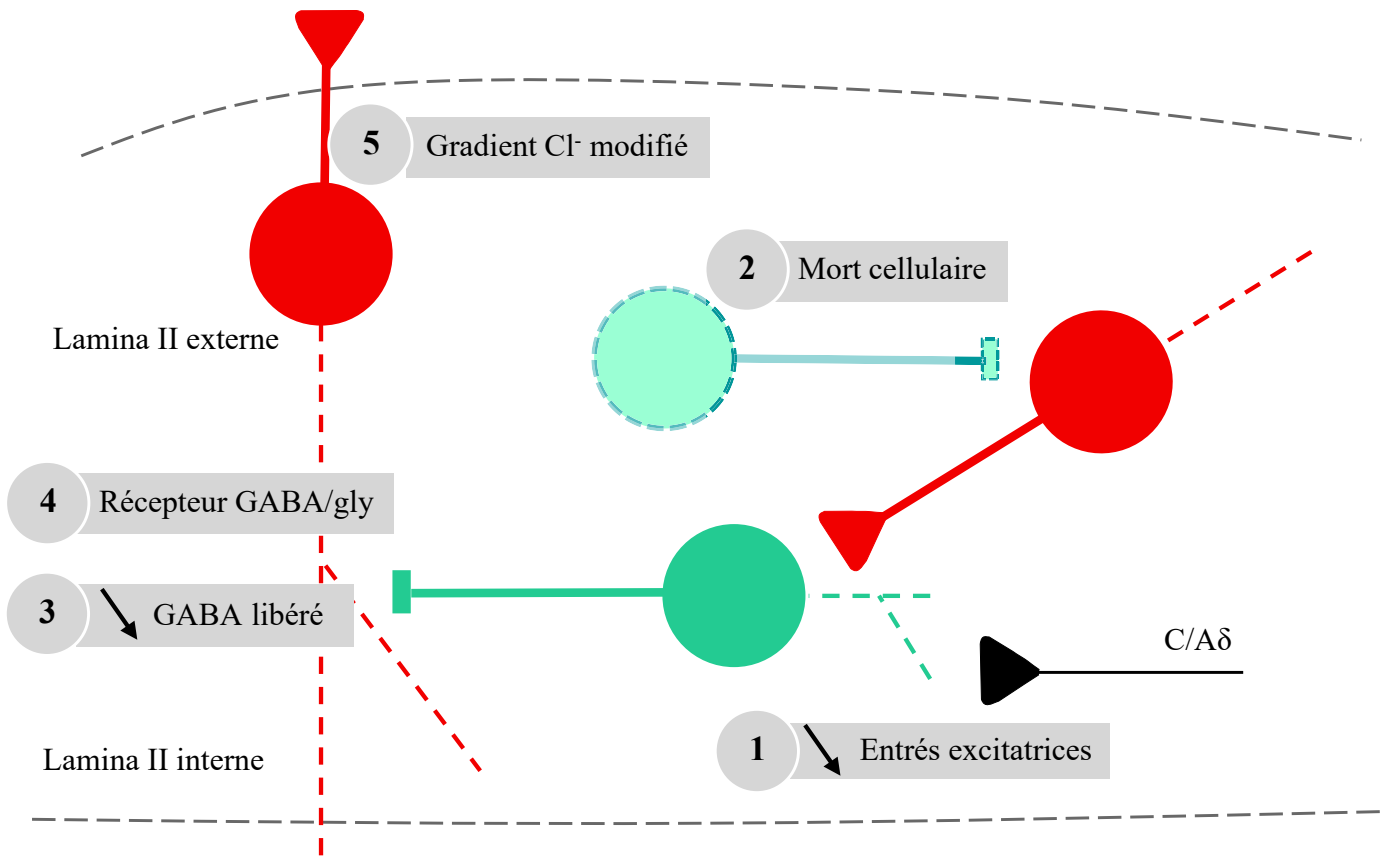 5 Gradient Cl⁻ modifié
2 Mort cellulaire
Lamina II externe
4 Récepteur GABA/gly
3 GABA libéré
C/Aδ
1 Entrés excitatrices
Lamina II interne